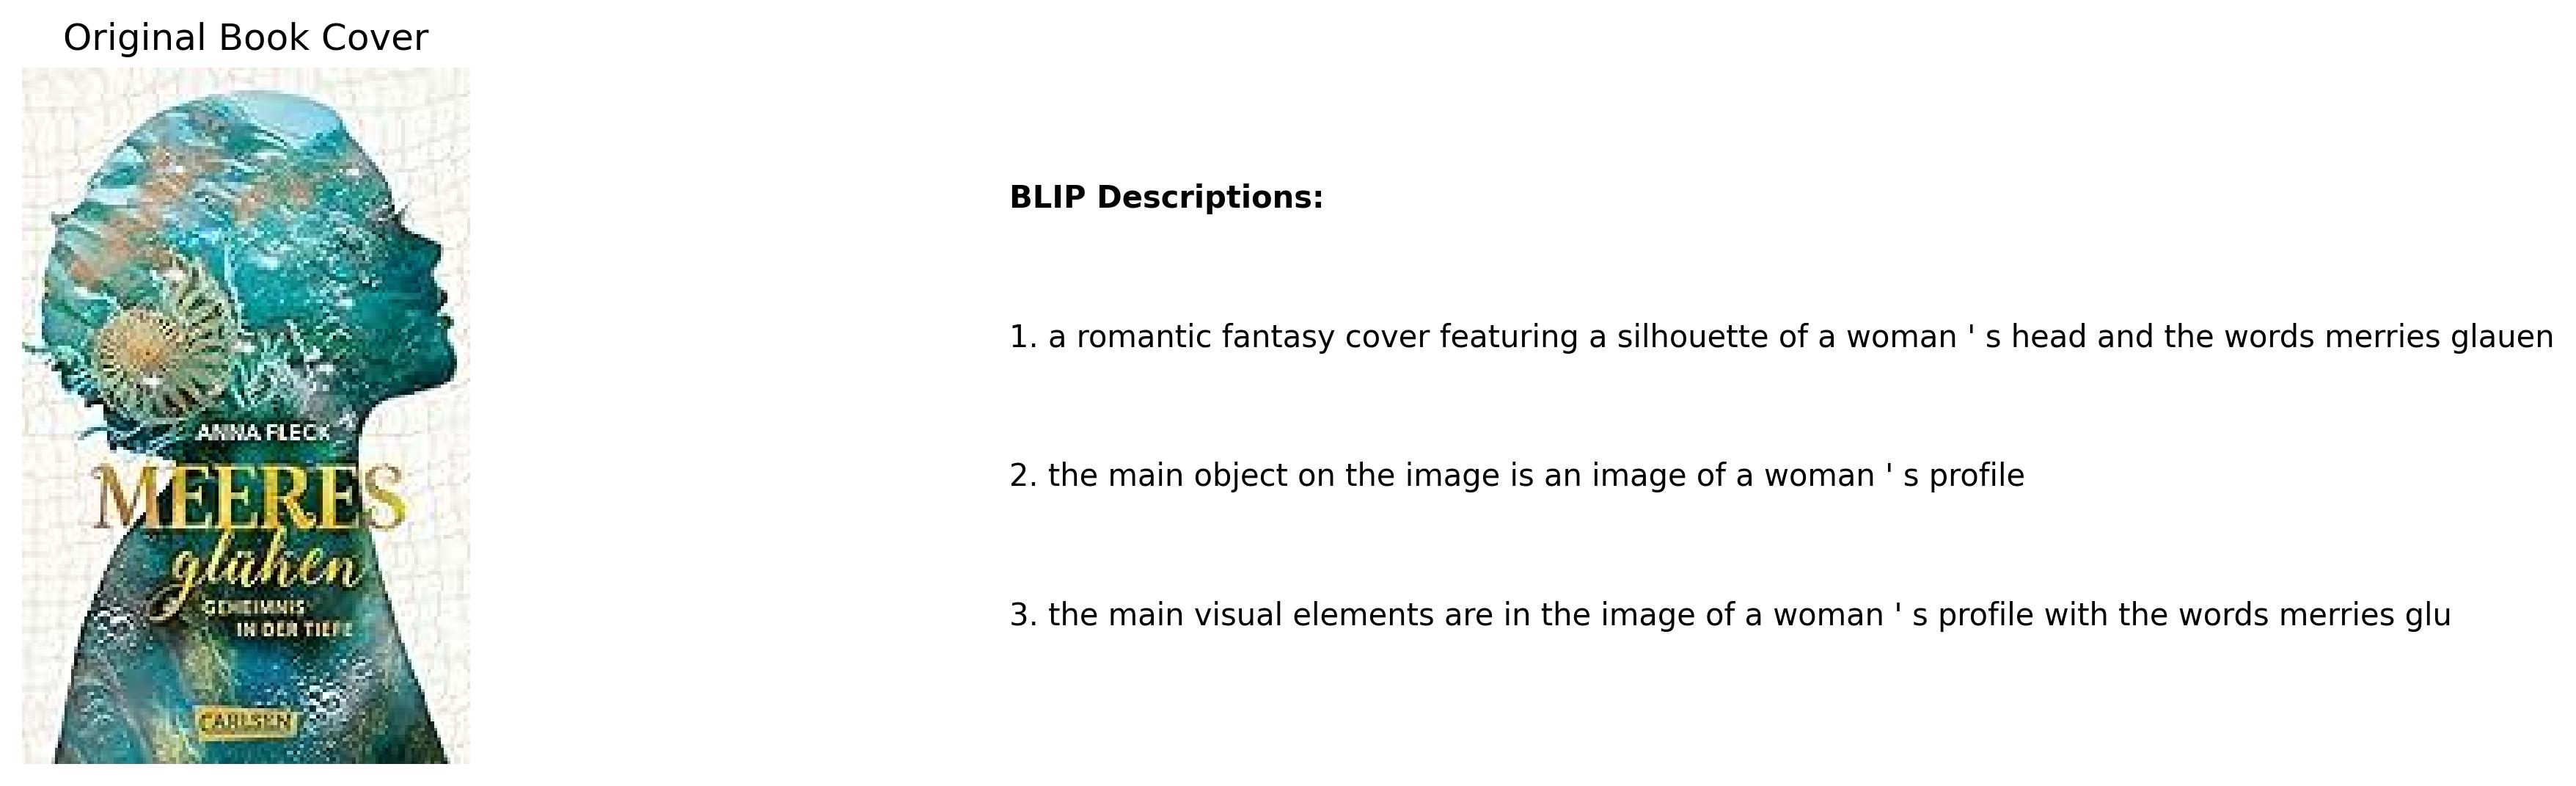 Original Book Cover
ANNA FLECK
MEERES
glühen
GEHEIMNIS
IN DER TIEFE
CARLSEN
BLIP Descriptions:
1. a romantic fantasy cover featuring a silhouette of a woman ' s head and the words merries glauen
2. the main object on the image is an image of a woman ' s profile
3. the main visual elements are in the image of a woman ' s profile with the words merries glu